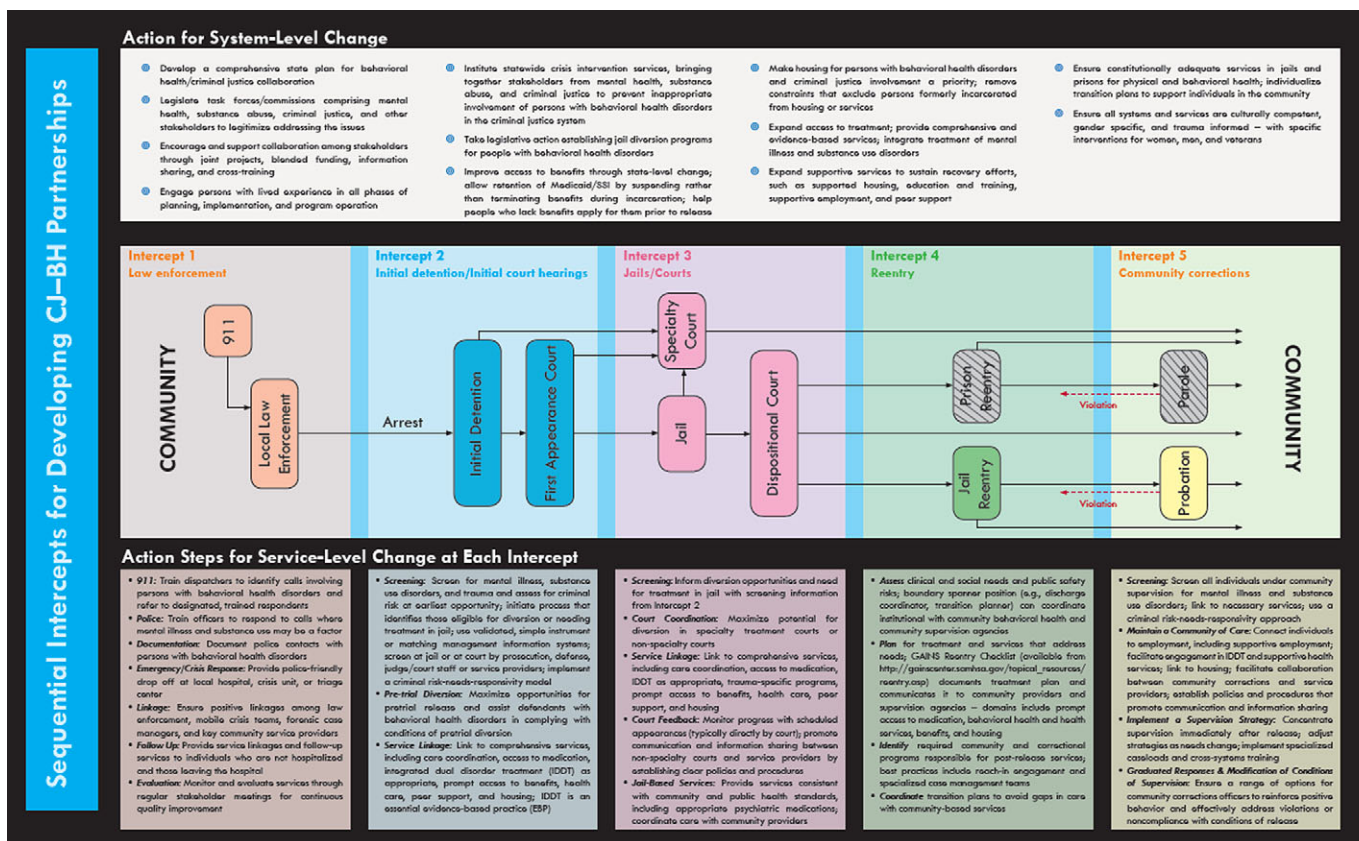 Sequential Intercepts for Developing CJ–BH Partnerships
Action for System-Level Change
Develop a comprehensive state plan for behavioral
health/criminal justice collaboration
Legislate task forces/commissions comprising mental
health, substance abuse, criminal justice, and other
stakeholders to legitimize addressing the issues
Encourage and support collaboration among stakeholders
through joint projects, blended funding, information
sharing, and cross-training
Engage persons with lived experience in all phases of
planning, implementation, and program operation
Institute statewide crisis intervention services, bringing
together stakeholders from mental health, substance
abuse, and criminal justice to prevent inappropriate
involvement of persons with behavioral health disorders
in the criminal justice system
Take legislative action establishing jail diversion programs
for people with behavioral health disorders
Improve access to benefits through state-level change;
allow retention of Medicaid/SSI by suspending rather
than terminating benefits during incarceration; help
people who lack benefits apply for them prior to release
Make housing for persons with behavioral health disorders
and criminal justice involvement a priority; remove
constraints that exclude persons formerly incarcerated
from housing or services
Expand access to treatment; provide comprehensive and
evidence-based services; integrate treatment of mental
illness and substance use disorders
Expand supportive services to sustain recovery efforts,
such as supported housing, education and training,
supportive employment, and peer support
Ensure constitutionally adequate services in jails and
prisons for physical and behavioral health; individualize
transition plans to support individuals in the community
Ensure all systems and services are culturally competent,
gender specific, and trauma informed – with specific
interventions for women, men, and veterans
Intercept 1
Law enforcement
Intercept 2
Initial detention/Initial court hearings
Intercept 3
Jails/Courts
Intercept 4
Reentry
Intercept 5
Community corrections
COMMUNITY
911
Local Law
Enforcement
Arrest
Initial Detention
First Appearance Court
Specialty
Court
Jail
Dispositional Court
Prison
Reentry
Jail
Reentry
Violation
Violation
Parole
Probation
COMMUNITY
Action Steps for Service-Level Change at Each Intercept
• 911: Train dispatchers to identify calls involving
persons with behavioral health disorders and
refer to designated, trained respondents
• Police: Train officers to respond to calls where
mental illness and substance use may be a factor
• Documentation: Document police contacts with
persons with behavioral health disorders
• Emergency/Crisis Response: Provide police-friendly
drop off at local hospital, crisis unit, or triage
center
• Linkage: Ensure positive linkages among law
enforcement, mobile crisis teams, forensic case
managers, and key community service providers
• Follow Up: Provide service linkages and follow-up
services to individuals who are not hospitalized
and those leaving the hospital
• Evaluation: Monitor and evaluate services through
regular stakeholder meetings for continuous
quality improvement
• Screening: Screen for mental illness, substance
use disorders, and trauma and assess for criminal
risk at earliest opportunity; initiate process that
identifies those eligible for diversion or needing
treatment in jail; use validated, simple instrument
or matching management information systems;
screen at jail or at court by prosecution, defense,
judge/court staff or service providers; implement
a criminal risk-needs-responsivity model
• Pre-trial Diversion: Maximize opportunities for
pretrial release and assist defendants with
behavioral health disorders in complying with
conditions of pretrial diversion
• Service Linkage: Link to comprehensive services,
including care coordination, access to medication,
integrated dual disorder treatment (IDDT) as
appropriate, prompt access to benefits, health
care, peer support, and housing; IDDT is an
essential evidence-based practice (EBP)
• Screening: Inform diversion opportunities and need
for treatment in jail with screening information
from Intercept 2
• Court Coordination: Maximize potential for
diversion in specialty treatment courts or
non-specialty courts
• Service Linkage: Link to comprehensive services,
including care coordination, access to medication,
IDDT as appropriate, trauma-specific programs,
prompt access to benefits, health care, peer
support, and housing
• Court Feedback: Monitor progress with scheduled
appearances (typically directly by court); promote
communication and information sharing between
non-specialty courts and service providers by
establishing clear policies and procedures
• Jail-Based Services: Provide services consistent
with community and public health standards,
including appropriate psychiatric medications;
coordinate care with community providers
• Assess clinical and social needs and public safety
risks; boundary spanner position (e.g., discharge
coordinator, transition planner) can coordinate
institutional with community behavioral health and
community supervision agencies
• Plan for treatment and services that address
needs; GAINS Reentry Checklist (available from
http://gainscenter.samhsa.gov/topical_resources/
reentry.asp) documents treatment plan and
communicates it to community providers and
supervision agencies – domains include prompt
access to medication, behavioral health and health
services, benefits, and housing
• Identify required community and correctional
programs responsible for post-release services;
best practices include reach-in engagement and
specialized case management teams
• Coordinate transition plans to avoid gaps in care
with community-based services
• Screening: Screen all individuals under community
supervision for mental illness and substance
use disorders; link to necessary services; use a
criminal risk-needs-responsivity approach
• Maintain a Community of Care: Connect individuals
to employment, including supportive employment;
facilitate engagement in IDDT and supportive health
services; link to housing; facilitate collaboration
between community corrections and service
providers; establish policies and procedures that
promote communication and information sharing
• Implement a Supervision Strategy: Concentrate
supervision immediately after release; adjust
strategies as needs change; implement specialized
caseloads and cross-systems training
• Graduated Responses & Modification of Conditions
of Supervision: Ensure a range of options for
community corrections officers to reinforce positive
behavior and effectively address violations or
noncompliance with conditions of release